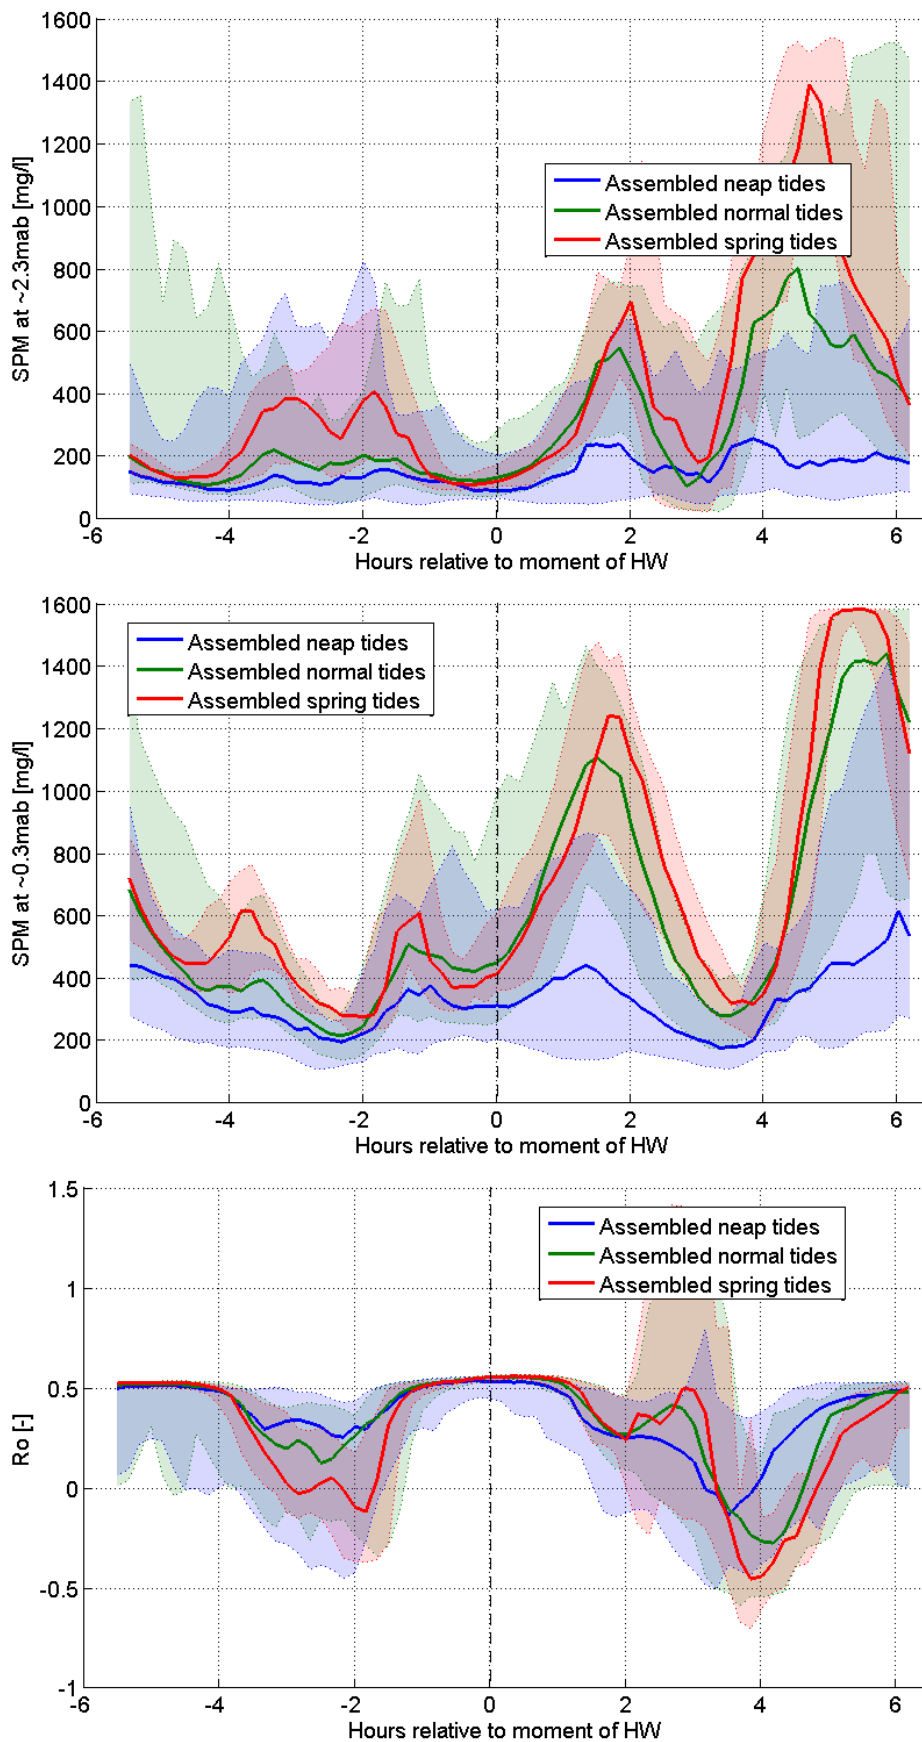 1600
1400
1200
1000
800
600
400
200
0
SPM at ~2.3mab [mg/l]
Assembled neap tides
Assembled normal tides
Assembled spring tides
-6 -4 -2 0 2 4 6
Hours relative to moment of HW
1600
1400
1200
1000
800
600
400
200
0
SPM at ~0.3mab [mg/l]
Assembled neap tides
Assembled normal tides
Assembled spring tides
-6 -4 -2 0 2 4 6
Hours relative to moment of HW
1.5
1
0.5
0
-0.5
-1
Ro [-]
Assembled neap tides
Assembled normal tides
Assembled spring tides
-6 -4 -2 0 2 4 6
Hours relative to moment of HW